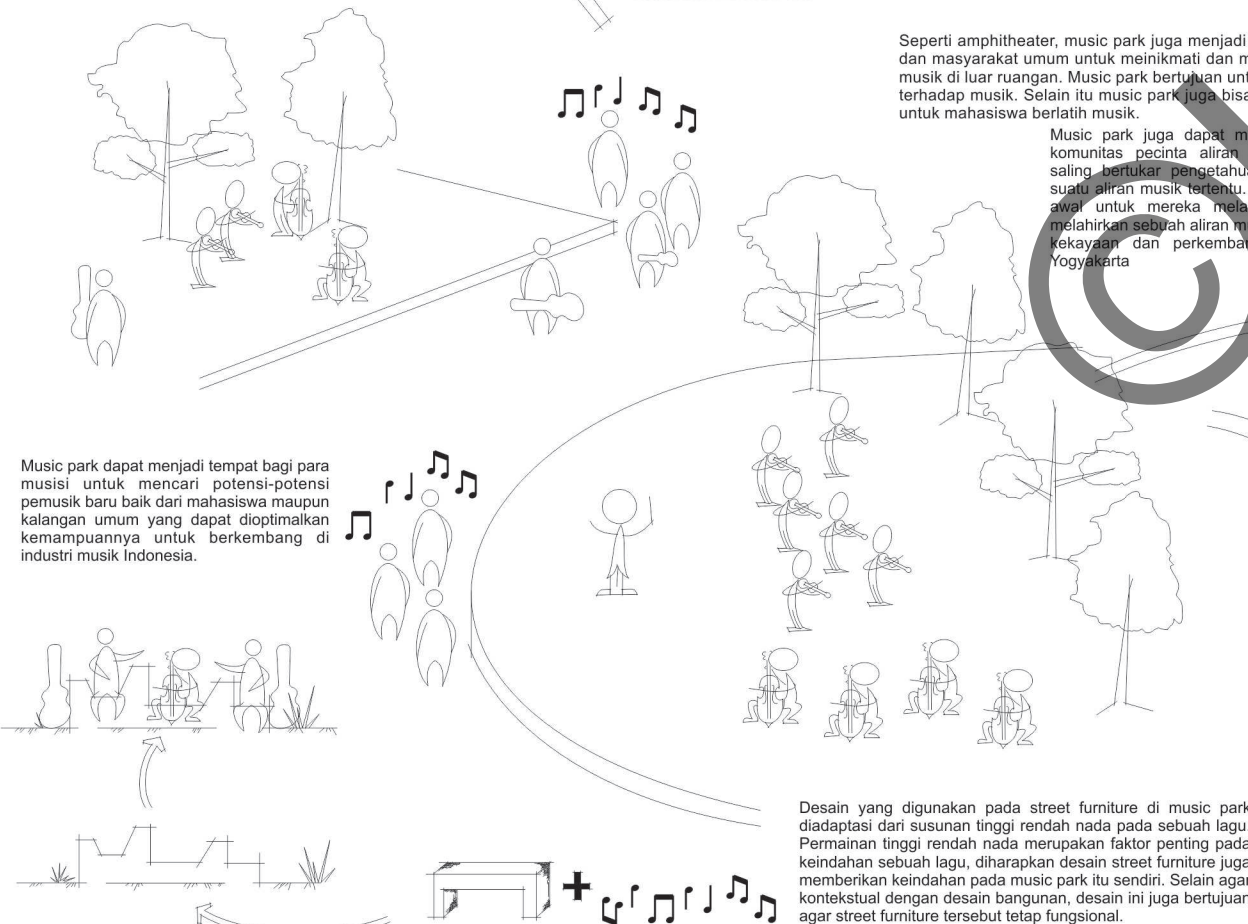 Seperti amphitheater, music park juga menjadi
dan masyarakat umum untuk meinikmati dan
musik di luar ruangan. Music park bertujuan
terhadap musik. Selain itu music park juga bisa
untuk mahasiswa berlatih musik.
Music park juga dapat
komunitas pecinta aliran
saling bertukar
suatu aliran musik tertentu.
awal untuk mereka
melahirkan sebuah aliran
kekayaan dan
Yogyakarta
Music park dapat menjadi tempat bagi para
musisi untuk mencari potensi-potensi
pemusik baru baik dari mahasiswa maupun
kalangan umum yang dapat dioptimalkan
kemampuannya untuk berkembang di
industri musik Indonesia.
Desain yang digunakan pada street furniture di music park
diadaptasi dari susunan tinggi rendah nada pada sebuah lagu.
Permainan tinggi rendah nada merupakan faktor penting pada
keindahan sebuah lagu, diharapkan desain street furniture juga
memberikan keindahan pada music park itu sendiri. Selain agar
kontekstual dengan desain bangunan, desain ini juga bertujuan
agar street furniture tersebut tetap fungsional.